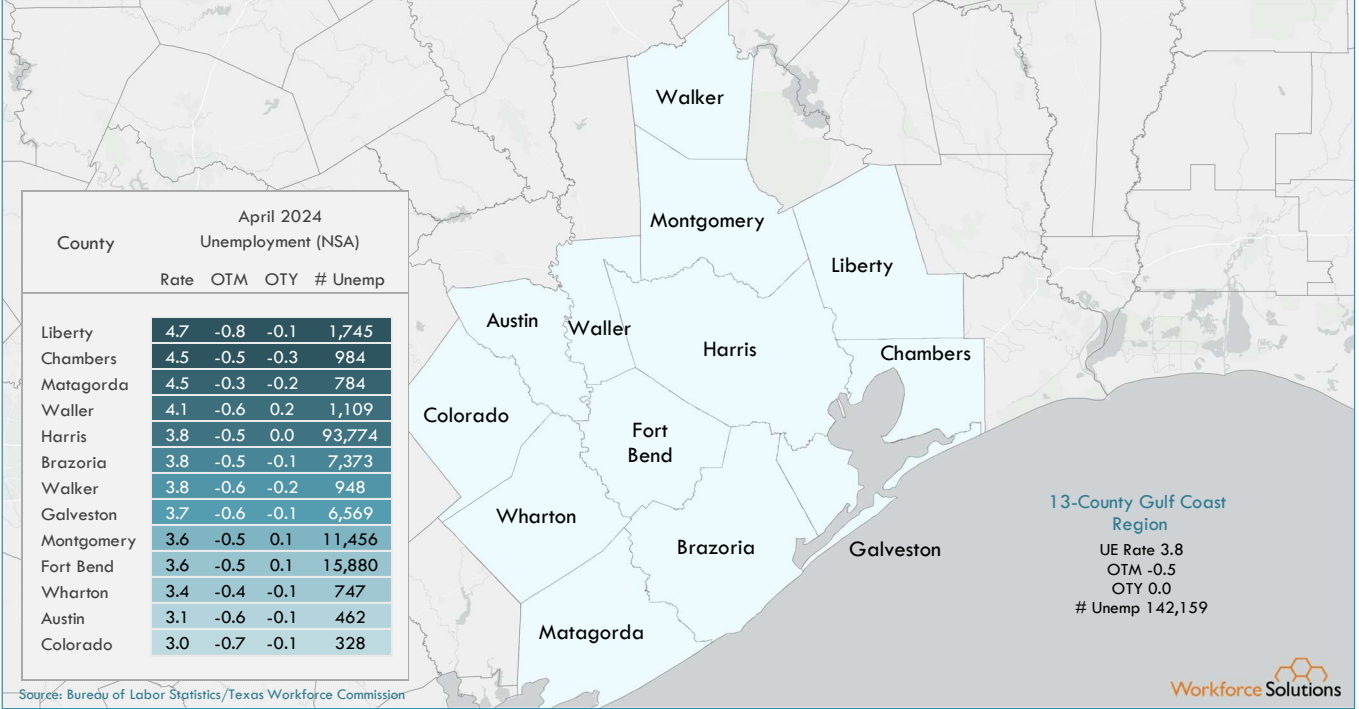 Walker
Montgomery
Liberty
Austin
Waller
Harris
Chambers
Colorado
Fort
Bend
Wharton
Brazoria
Galveston
Matagorda
County
April 2024
Unemployment (NSA)
Rate OTM OTY # Unemp
Liberty 4.7 -0.8 -0.1 1,745
Chambers 4.5 -0.5 -0.3 984
Matagorda 4.5 -0.3 -0.2 784
Waller 4.1 -0.6 0.2 1,109
Harris 3.8 -0.5 0.0 93,774
Brazoria 3.8 -0.5 -0.1 7,373
Walker 3.8 -0.6 -0.2 948
Galveston 3.7 -0.6 -0.1 6,569
Montgomery 3.6 -0.5 0.1 11,456
Fort Bend 3.6 -0.5 0.1 15,880
Wharton 3.4 -0.4 -0.1 747
Austin 3.1 -0.6 -0.1 462
Colorado 3.0 -0.7 -0.1 328
Source: Bureau of Labor Statistics/Texas Workforce Commission
13-County Gulf Coast
Region
UE Rate 3.8
OTM -0.5
OTY 0.0
# Unemp 142,159
Workforce Solutions